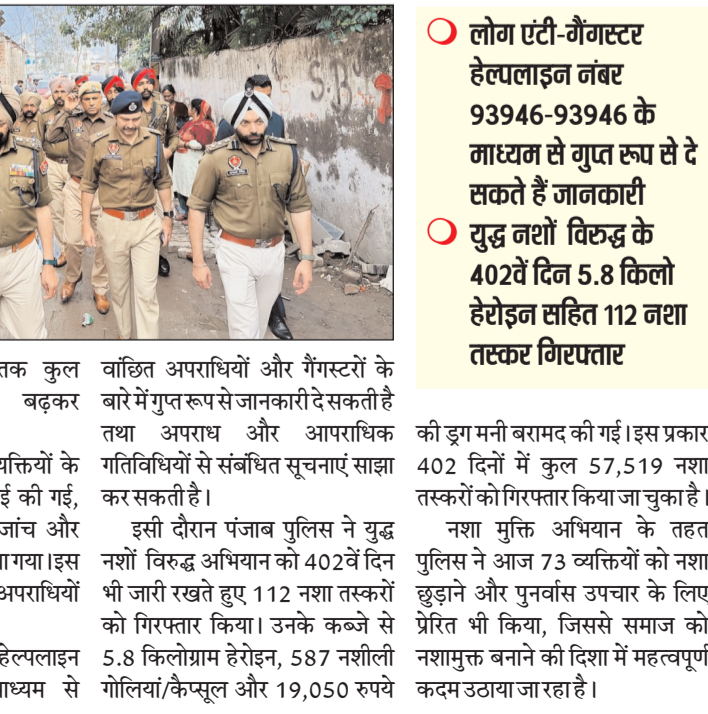 तक कुल
बढ़कर
यक्तियों के
ई की गई,
जांच और
ा गया। इस
अपराधियों
हेल्पलाइन
ाध्यम से
वांछित अपराधियों और गैंगस्टरों के
बारे में गुप्त रूप से जानकारी दे सकती है
तथा अपराध और आपराधिक
गतिविधियों से संबंधित सूचनाएं साझा
कर सकती है।
इसी दौरान पंजाब पुलिस ने युद्ध
नशों विरुद्ध अभियान को 402वें दिन
भी जारी रखते हुए 112 नशा तस्करों
को गिरफ्तार किया। उनके कब्जे से
5.8 किलोग्राम हेरोइन, 587 नशीली
गोलियां/कैप्सूल और 19,050 रुपये
लोग एंटी-गैंगस्टर
हेल्पलाइन नंबर
93946-93946 के
माध्यम से गुप्त रूप से दे
सकते हैं जानकारी
युद्ध नशों विरुद्ध के
402वें दिन 5.8 किलो
हेरोइन सहित 112 नशा
तस्कर गिरफ्तार
की ड्रग मनी बरामद की गई। इस प्रकार
402 दिनों में कुल 57,519 नशा
तस्करों को गिरफ्तार किया जा चुका है।
नशा मुक्ति अभियान के तहत
पुलिस ने आज 73 व्यक्तियों को नशा
छुड़ाने और पुनर्वास उपचार के लिए
प्रेरित भी किया, जिससे समाज को
नशामुक्त बनाने की दिशा में महत्वपूर्ण
कदम उठाया जा रहा है।